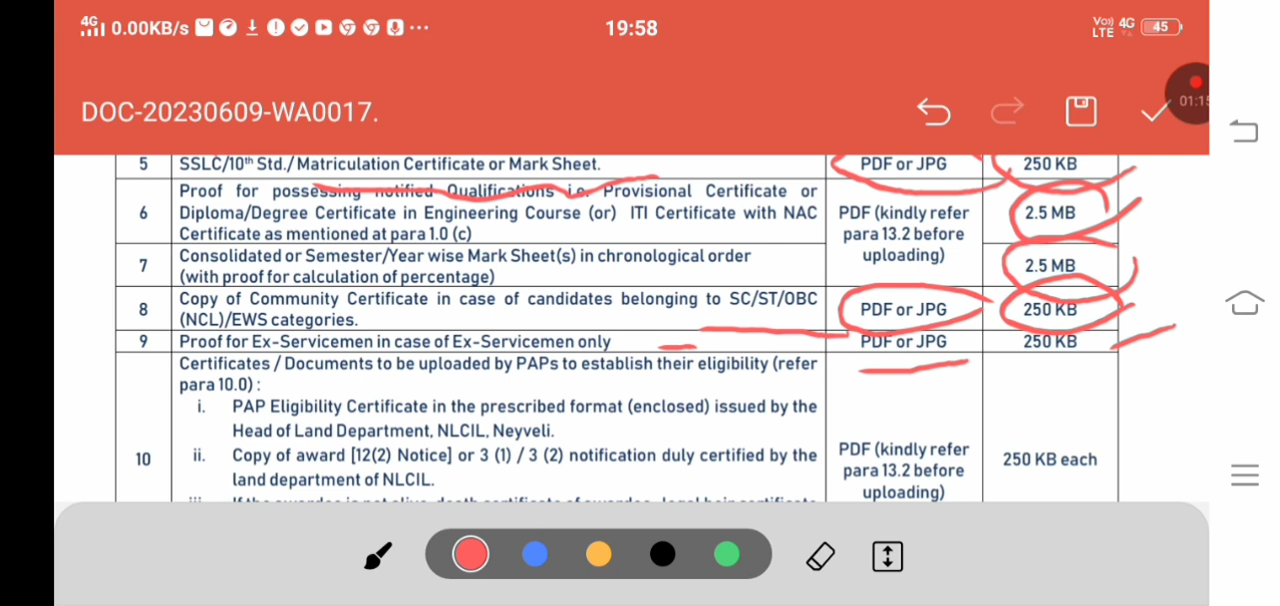 4G 0.00KB/s 19:58 Vo)) LTE 4G 45
DOC-20230609-WA0017.
01:15
5 SSLC/10th Std./ Matriculation Certificate or Mark Sheet. PDF or JPG 250 KB
6 Proof for possessing notified Qualifications i.e. Provisional Certificate or
Diploma/Degree Certificate in Engineering Course (or) ITI Certificate with NAC
Certificate as mentioned at para 1.0 (c)
2.5 MB
PDF (kindly refer
para 13.2 before
uploading)
7 Consolidated or Semester/Year wise Mark Sheet(s) in chronological order
(with proof for calculation of percentage)
2.5 MB
8 Copy of Community Certificate in case of candidates belonging to SC/ST/OBC
(NCL)/EWS categories.
PDF or JPG 250 KB
9 Proof for Ex-Servicemen in case of Ex-Servicemen only PDF or JPG 250 KB
10 Certificates / Documents to be uploaded by PAPs to establish their eligibility (refer
para 10.0) :
i. PAP Eligibility Certificate in the prescribed format (enclosed) issued by the
Head of Land Department, NLCIL, Neyveli.
ii. Copy of award [12(2) Notice] or 3 (1) / 3 (2) notification duly certified by the
land department of NLCIL.
PDF (kindly refer
para 13.2 before
uploading)
250 KB each